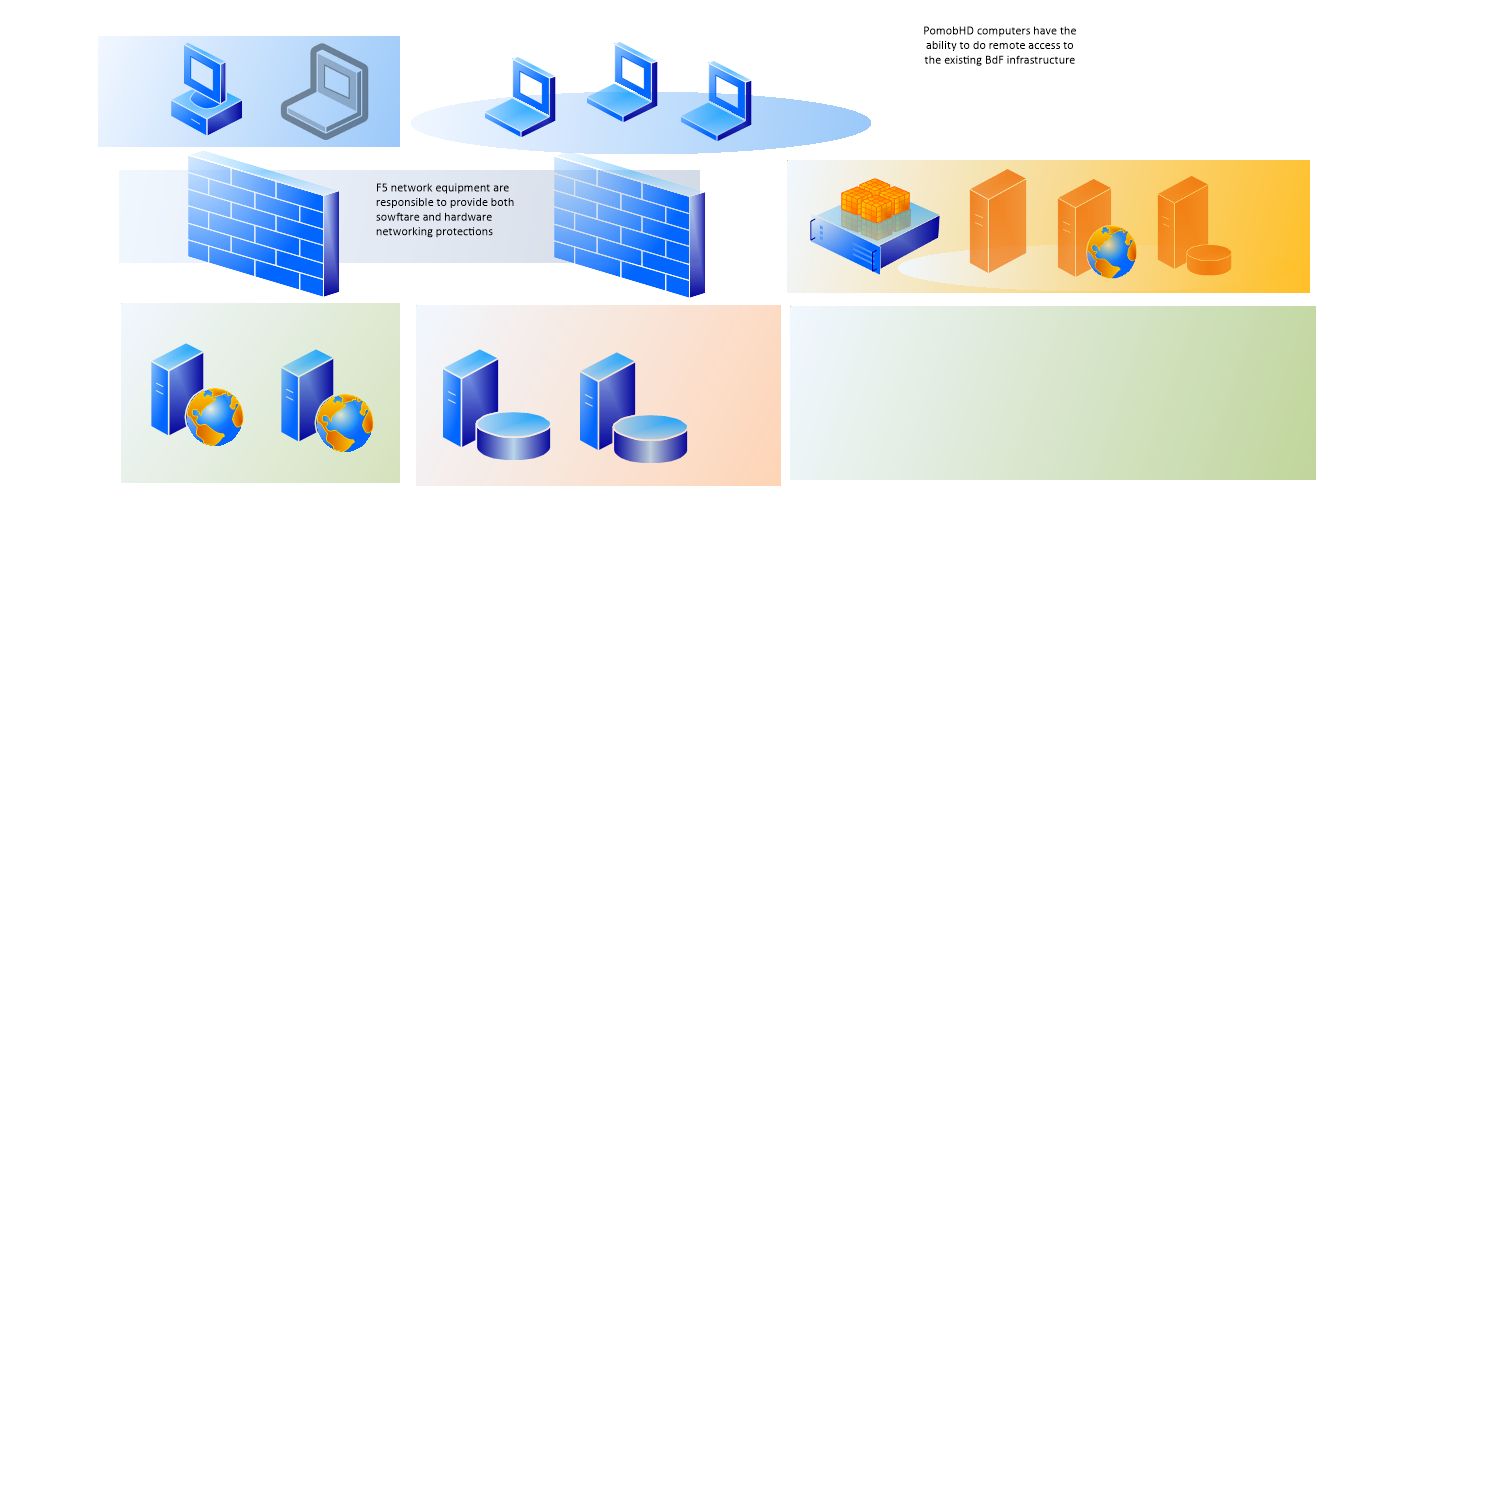 PomobHD computers have the
ability to do remote access to
the existing BdF infrastructure
F5 network equipment are
responsible to provide both
sowftare and hardware
networking protections